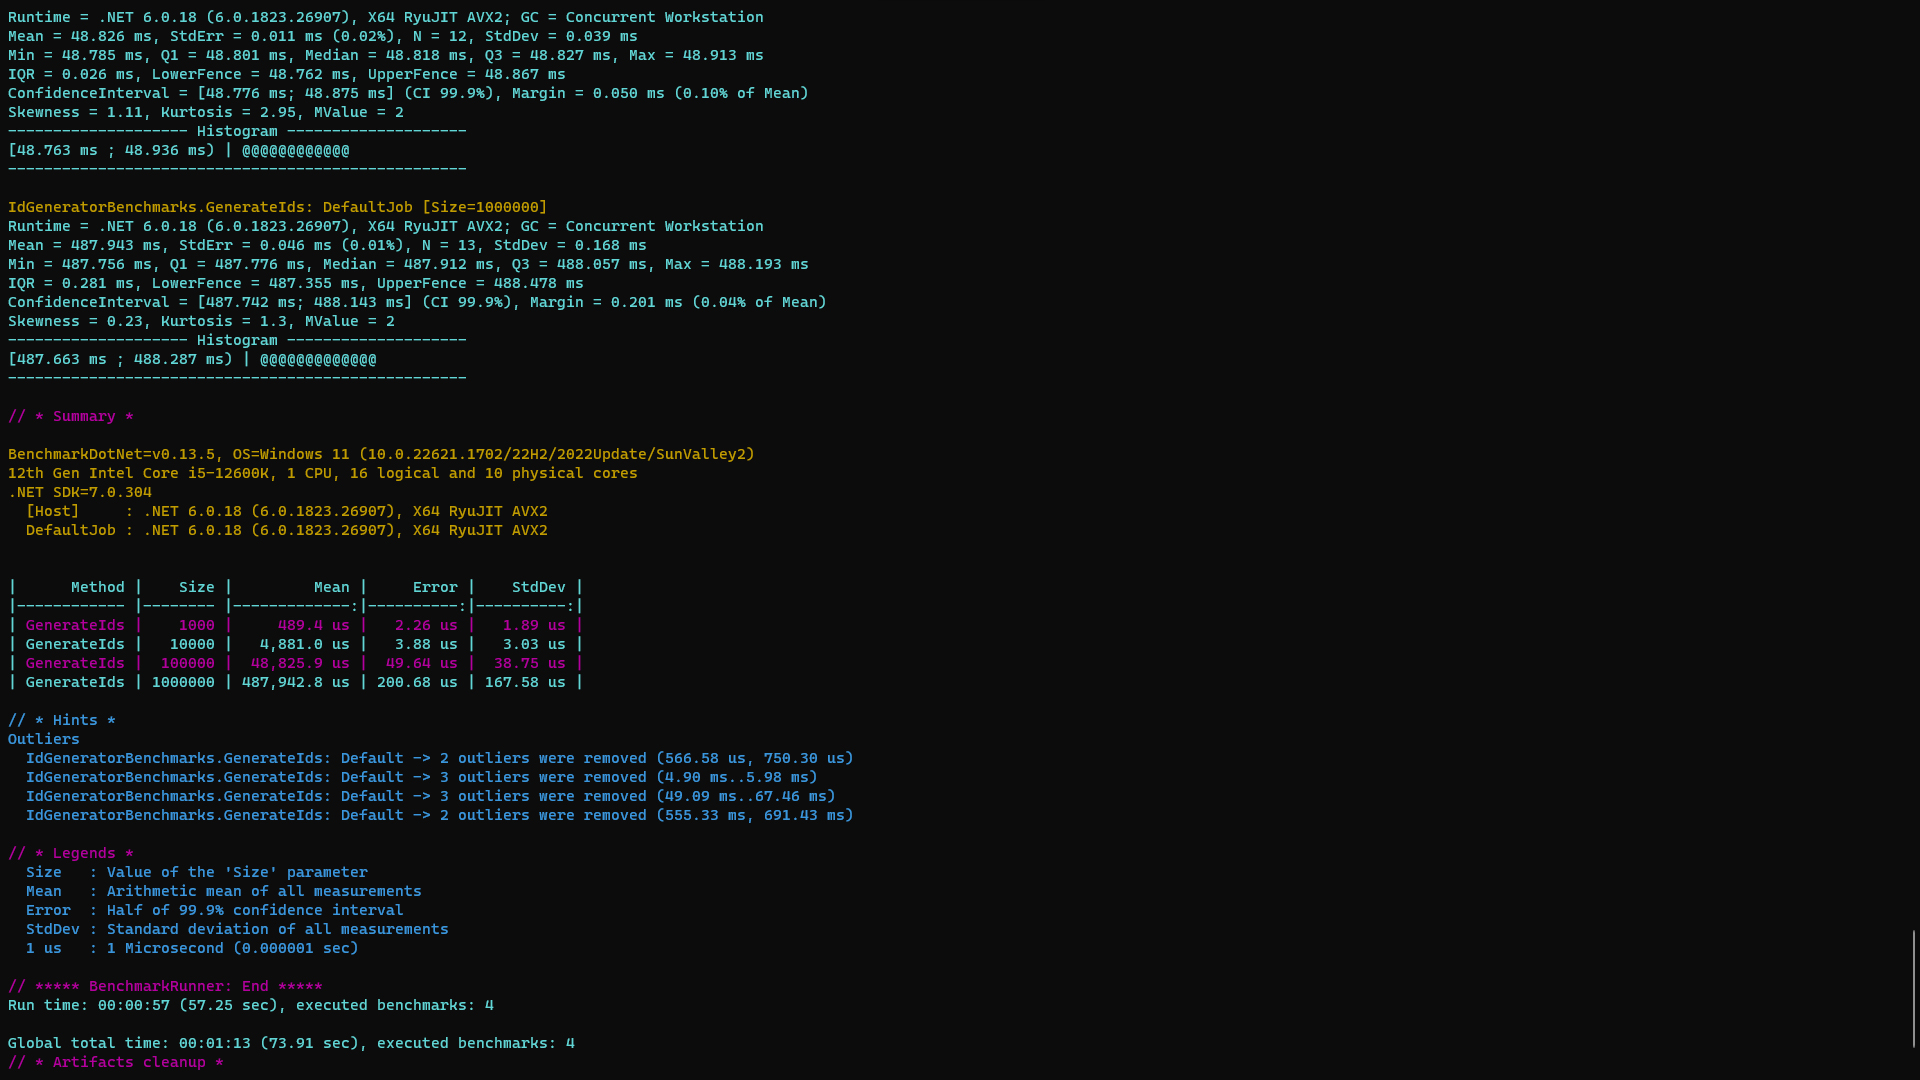 Runtime = .NET 6.0.18 (6.0.1823.26907), X64 RyuJIT AVX2; GC = Concurrent Workstation
Mean = 48.826 ms, StdErr = 0.011 ms (0.02%), N = 12, StdDev = 0.039 ms
Min = 48.785 ms, Q1 = 48.801 ms, Median = 48.818 ms, Q3 = 48.827 ms, Max = 48.913 ms
IQR = 0.026 ms, LowerFence = 48.762 ms, UpperFence = 48.867 ms
ConfidenceInterval = [48.776 ms; 48.875 ms] (CI 99.9%), Margin = 0.050 ms (0.10% of Mean)
Skewness = 1.11, Kurtosis = 2.95, MValue = 2
-------------------- Histogram --------------------
[48.763 ms ; 48.936 ms) | @@@@@@@@@@@@
---------------------------------------------------

IdGeneratorBenchmarks.GenerateIds: DefaultJob [Size=1000000]
Runtime = .NET 6.0.18 (6.0.1823.26907), X64 RyuJIT AVX2; GC = Concurrent Workstation
Mean = 487.943 ms, StdErr = 0.046 ms (0.01%), N = 13, StdDev = 0.168 ms
Min = 487.756 ms, Q1 = 487.776 ms, Median = 487.912 ms, Q3 = 488.057 ms, Max = 488.193 ms
IQR = 0.281 ms, LowerFence = 487.355 ms, UpperFence = 488.478 ms
ConfidenceInterval = [487.742 ms; 488.143 ms] (CI 99.9%), Margin = 0.201 ms (0.04% of Mean)
Skewness = 0.23, Kurtosis = 1.3, MValue = 2
-------------------- Histogram --------------------
[487.663 ms ; 488.287 ms) | @@@@@@@@@@@@@
---------------------------------------------------

// * Summary *

BenchmarkDotNet=v0.13.5, OS=Windows 11 (10.0.22621.1702/22H2/2022Update/SunValley2)
12th Gen Intel Core i5-12600K, 1 CPU, 16 logical and 10 physical cores
.NET SDK=7.0.304
  [Host]     : .NET 6.0.18 (6.0.1823.26907), X64 RyuJIT AVX2
  DefaultJob : .NET 6.0.18 (6.0.1823.26907), X64 RyuJIT AVX2

|      Method |    Size |         Mean |     Error |    StdDev |
|------------ |-------- |-------------:|----------:|----------:|
| GenerateIds |    1000 |     489.4 us |   2.26 us |   1.89 us |
| GenerateIds |   10000 |   4,881.0 us |   3.88 us |   3.03 us |
| GenerateIds |  100000 |  48,825.9 us |  49.64 us |  38.75 us |
| GenerateIds | 1000000 | 487,942.8 us | 200.68 us | 167.58 us |

// * Hints *
Outliers
  IdGeneratorBenchmarks.GenerateIds: Default -> 2 outliers were removed (566.58 us, 750.30 us)
  IdGeneratorBenchmarks.GenerateIds: Default -> 3 outliers were removed (4.90 ms..5.98 ms)
  IdGeneratorBenchmarks.GenerateIds: Default -> 3 outliers were removed (49.09 ms..67.46 ms)
  IdGeneratorBenchmarks.GenerateIds: Default -> 2 outliers were removed (555.33 ms, 691.43 ms)

// * Legends *
  Size   : Value of the 'Size' parameter
  Mean   : Arithmetic mean of all measurements
  Error  : Half of 99.9% confidence interval
  StdDev : Standard deviation of all measurements
  1 us   : 1 Microsecond (0.000001 sec)

// ***** BenchmarkRunner: End *****
Run time: 00:00:57 (57.25 sec), executed benchmarks: 4

Global total time: 00:01:13 (73.91 sec), executed benchmarks: 4
// * Artifacts cleanup *